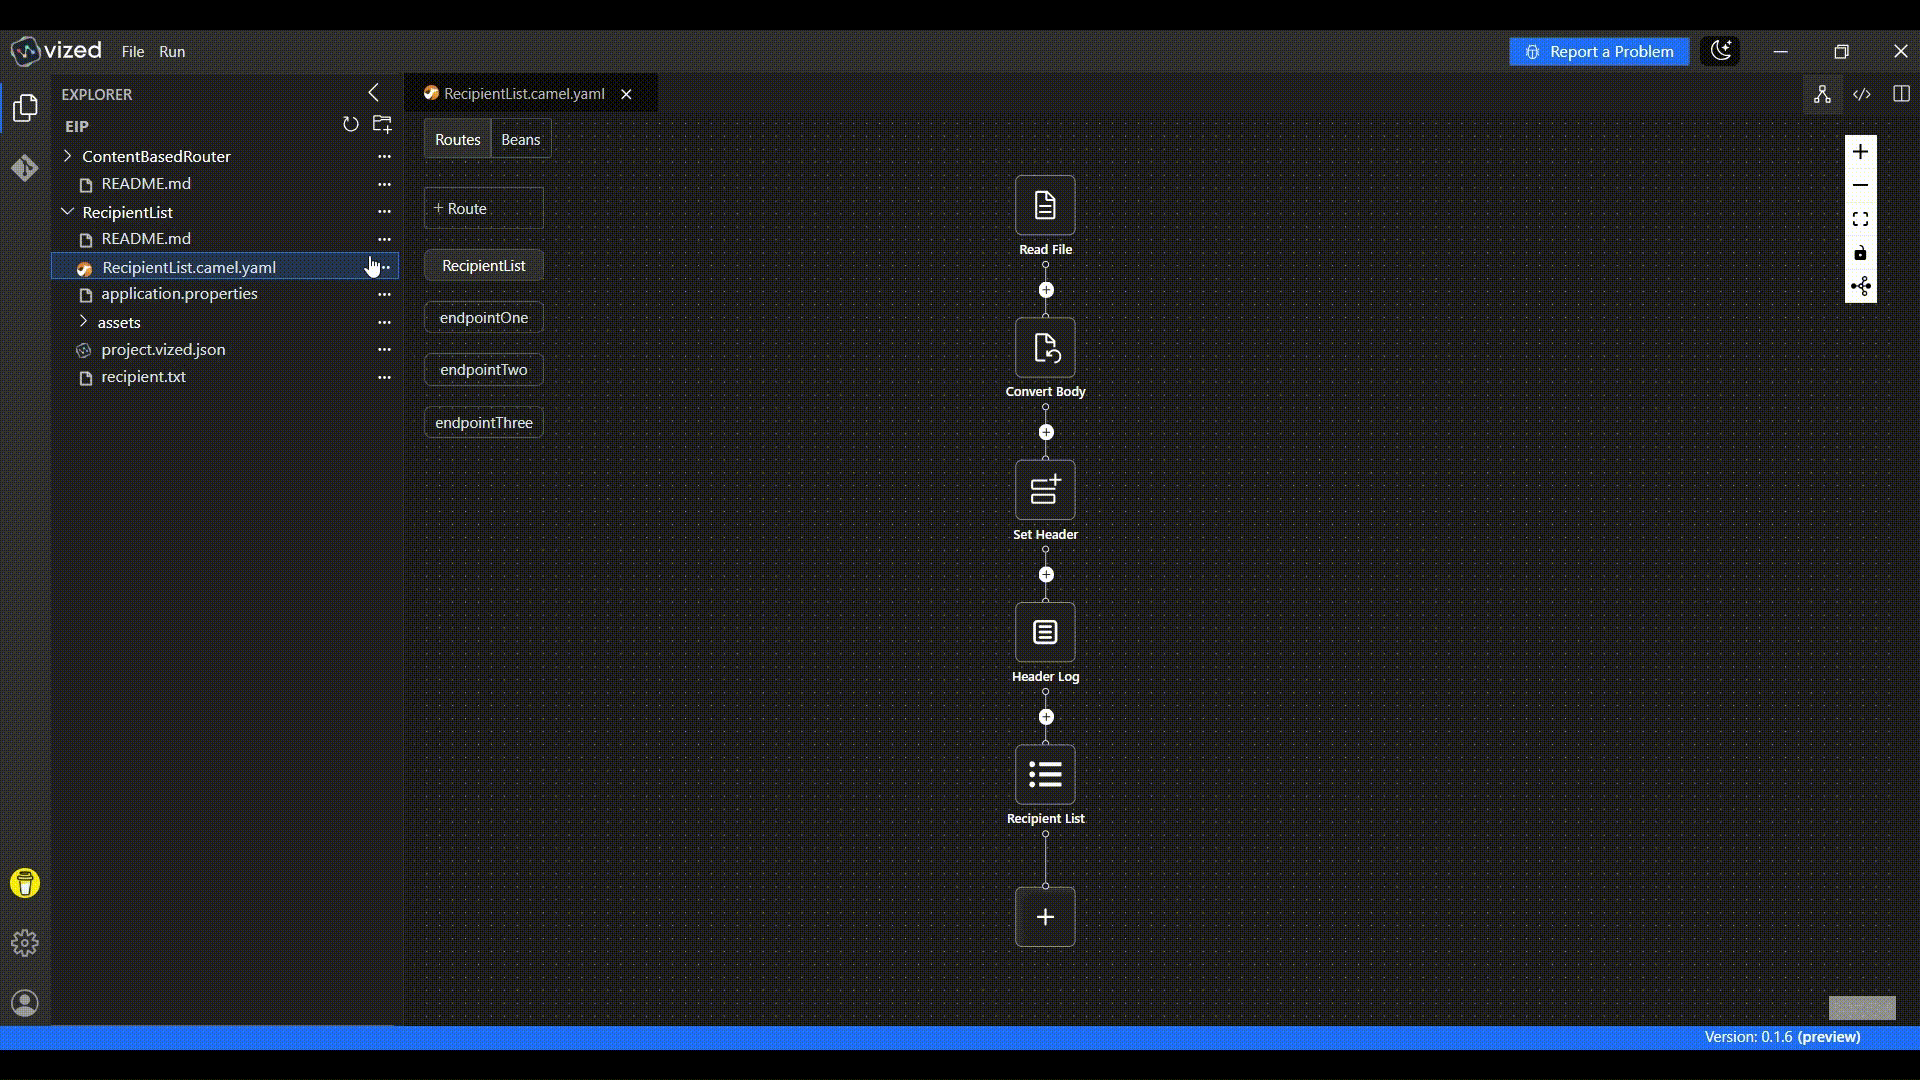 vized
File
Run
Report a Problem
EXPLORER
EIP
ContentBasedRouter
README.md
RecipientList
README.md
RecipientList.camel.yaml
application.properties
assets
project.vized.json
recipient.txt
RecipientList.camel.yaml
Routes
Beans
+ Route
RecipientList
endpointOne
endpointTwo
endpointThree
Read File
Convert Body
Set Header
Header Log
Recipient List
Version: 0.1.6 (preview)